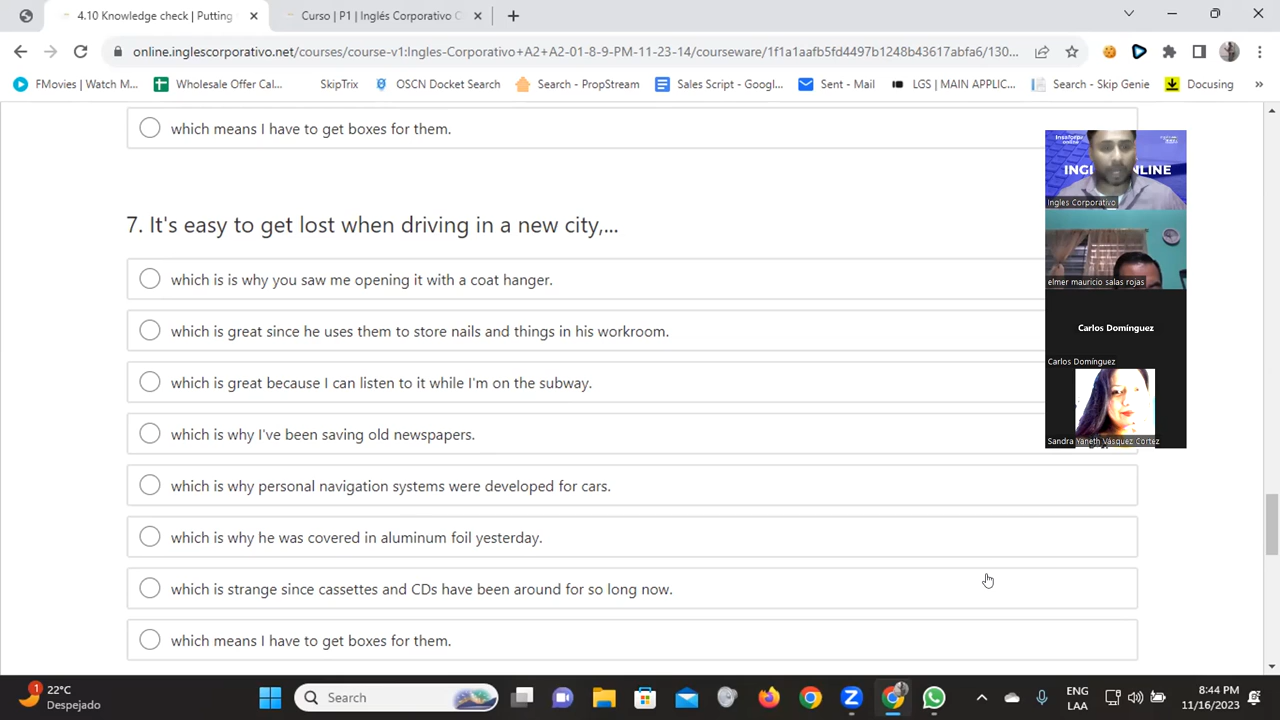 4.10 Knowledge check | Putting
Curso | P1 | Inglés Corporativo C
online.inglescorporativo.net/courses/course-v1:Ingles-Corporativo+A2+A2-01-8-9-PM-11-23-14/courseware/1f1a1aafb5fd4497b1248b43617abfa6/130...
FMovies | Watch M...
Wholesale Offer Cal...
SkipTrix
OSCN Docket Search
Search - PropStream
Sales Script - Googl...
Sent - Mail
LGS | MAIN APPLIC...
Search - Skip Genie
Docusing
»
which means I have to get boxes for them.
Ingles Corporativo
elmer mauricio salas rojas
Carlos Domínguez
Carlos Domínguez
Sandra Yaneth Vásquez Cortez
7. It's easy to get lost when driving in a new city,...
which is is why you saw me opening it with a coat hanger.
which is great since he uses them to store nails and things in his workroom.
which is great because I can listen to it while I'm on the subway.
which is why I've been saving old newspapers.
which is why personal navigation systems were developed for cars.
which is why he was covered in aluminum foil yesterday.
which is strange since cassettes and CDs have been around for so long now.
which means I have to get boxes for them.
1
22°C
Despejado
Search
ENG
LAA
8:44 PM
11/16/2023